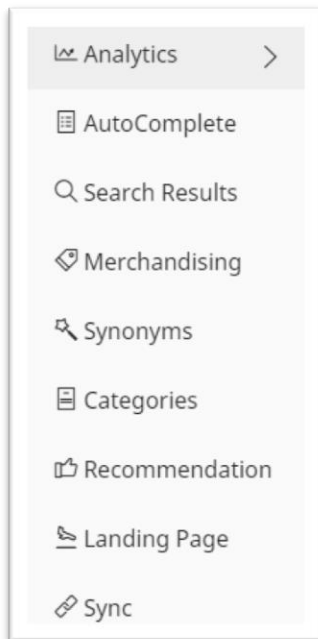 Analytics
AutoComplete
Search Results
Merchandising
Synonyms
Categories
Recommendation
Landing Page
Sync